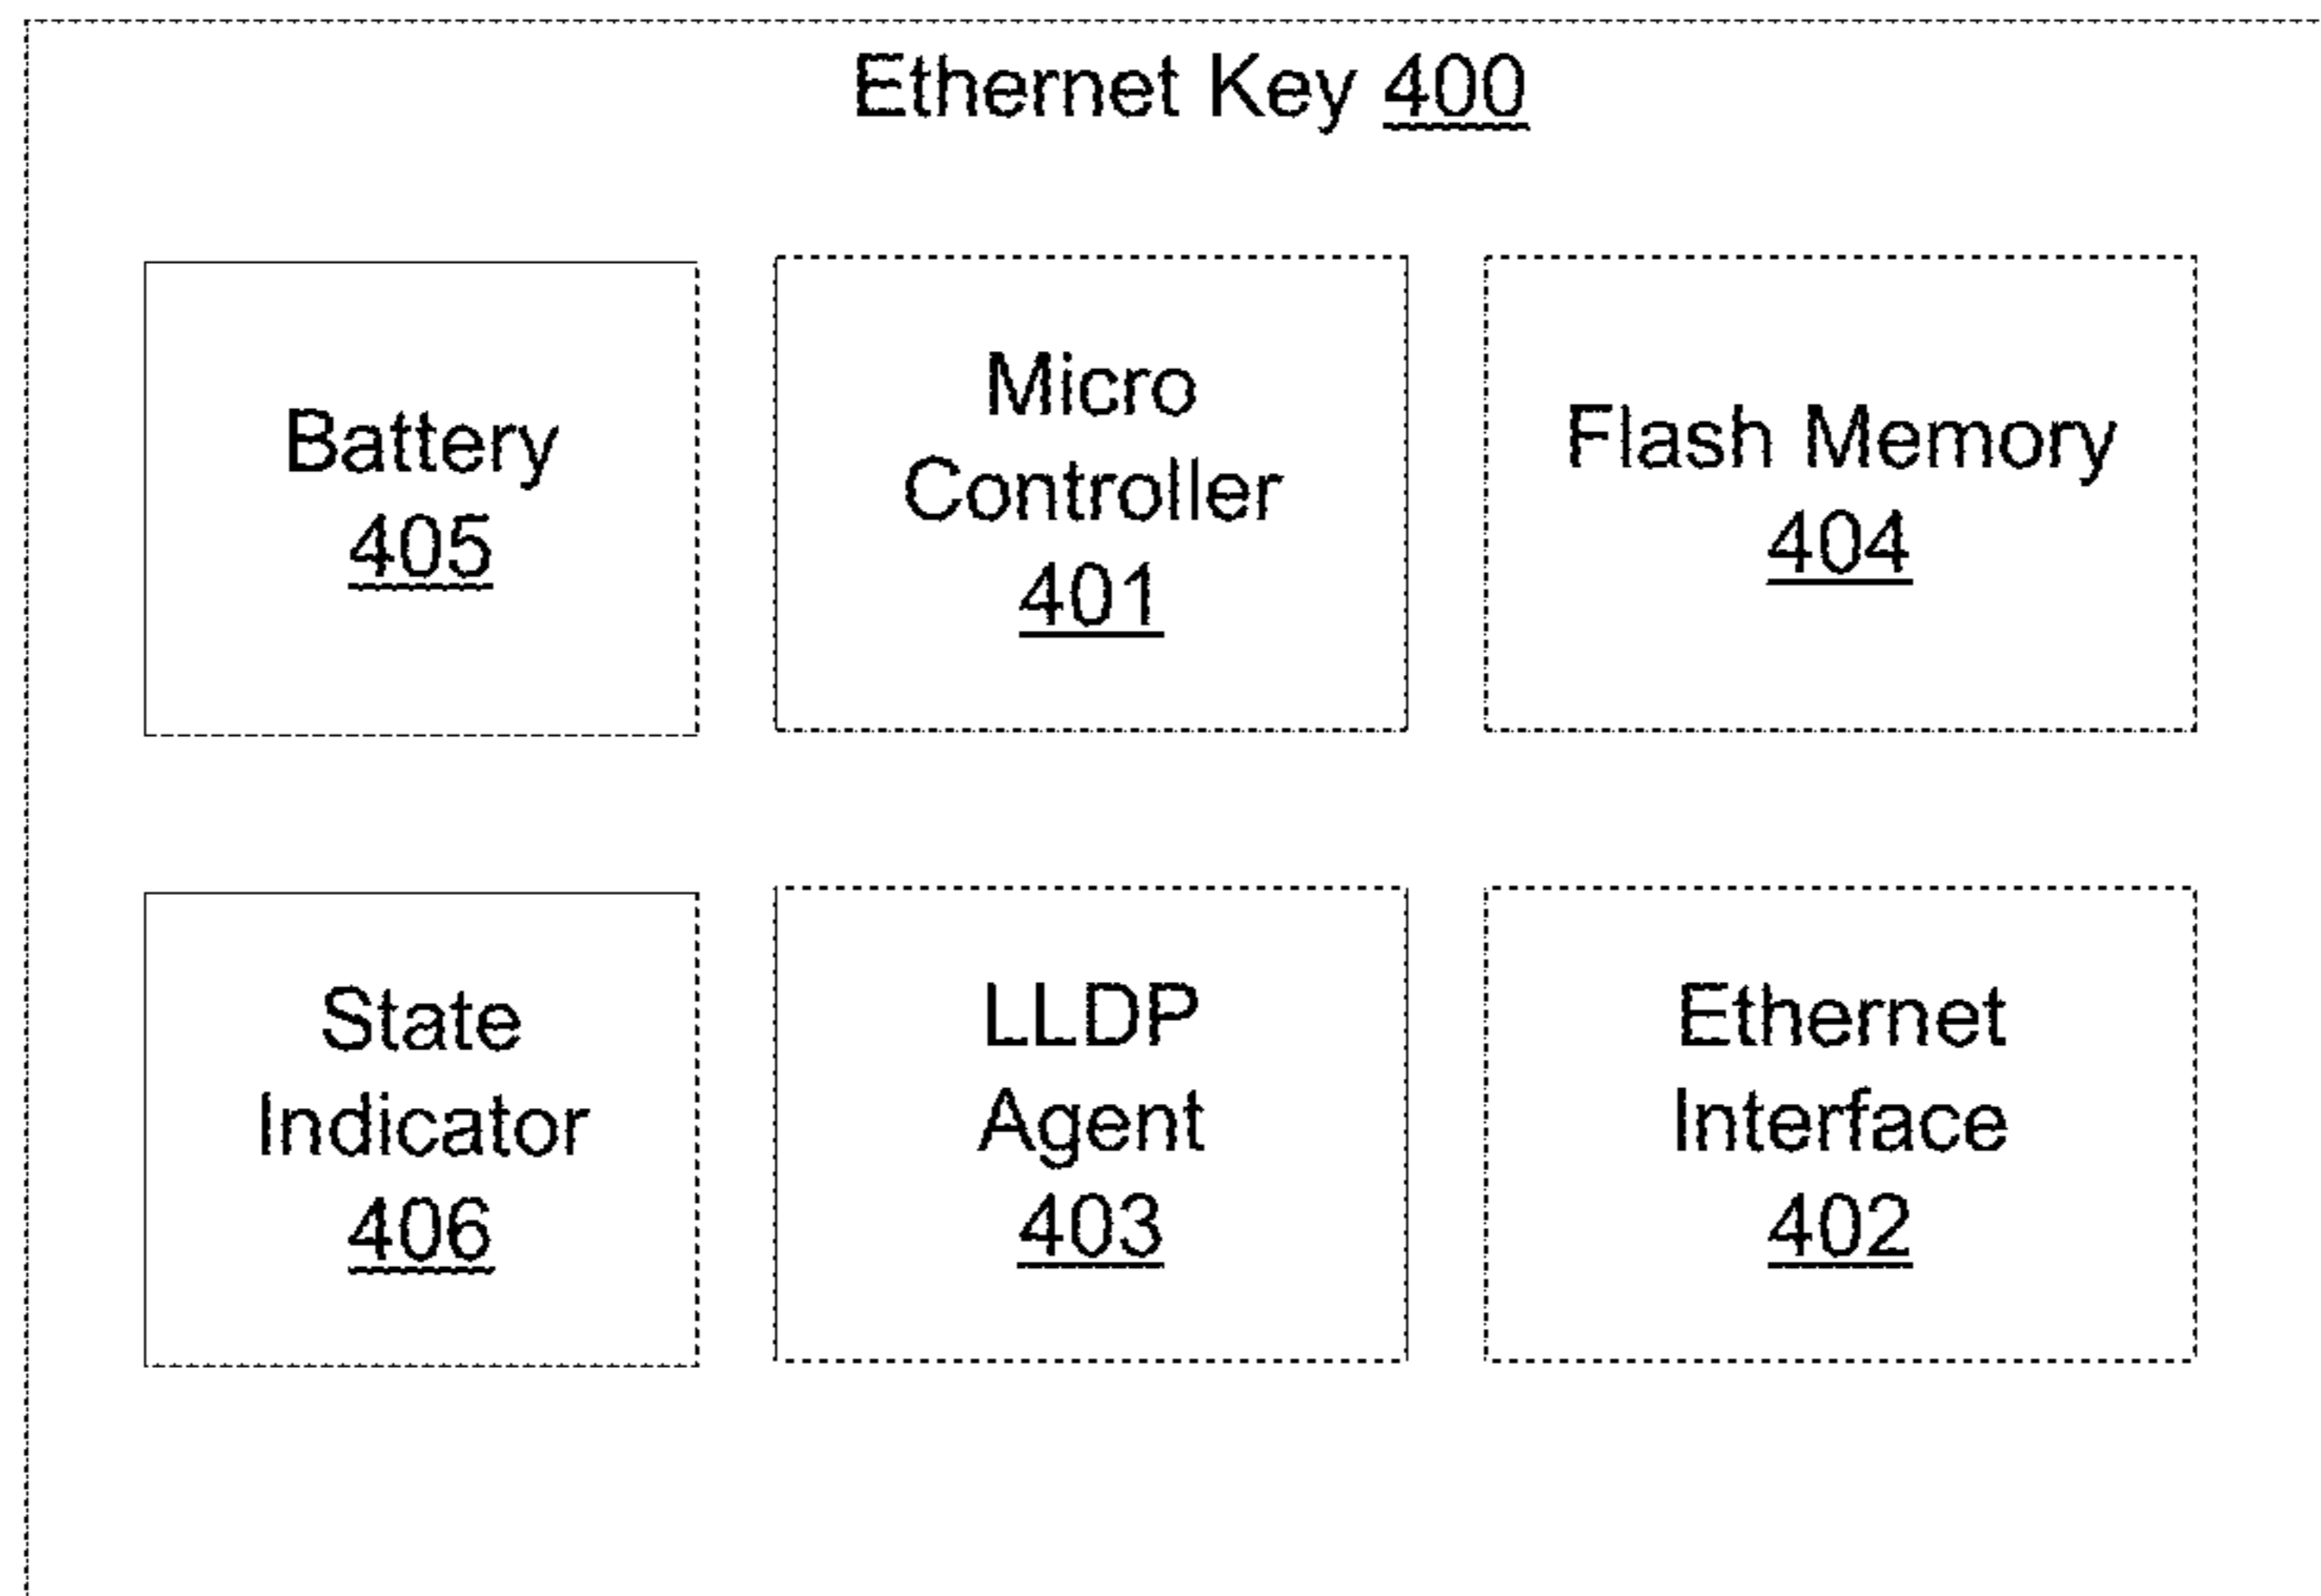 Ethernet Key 400
Battery
405
Micro
Controller
401
Flash Memory
404
State
Indicator
406
LLDP
Agent
403
Ethernet
Interface
402